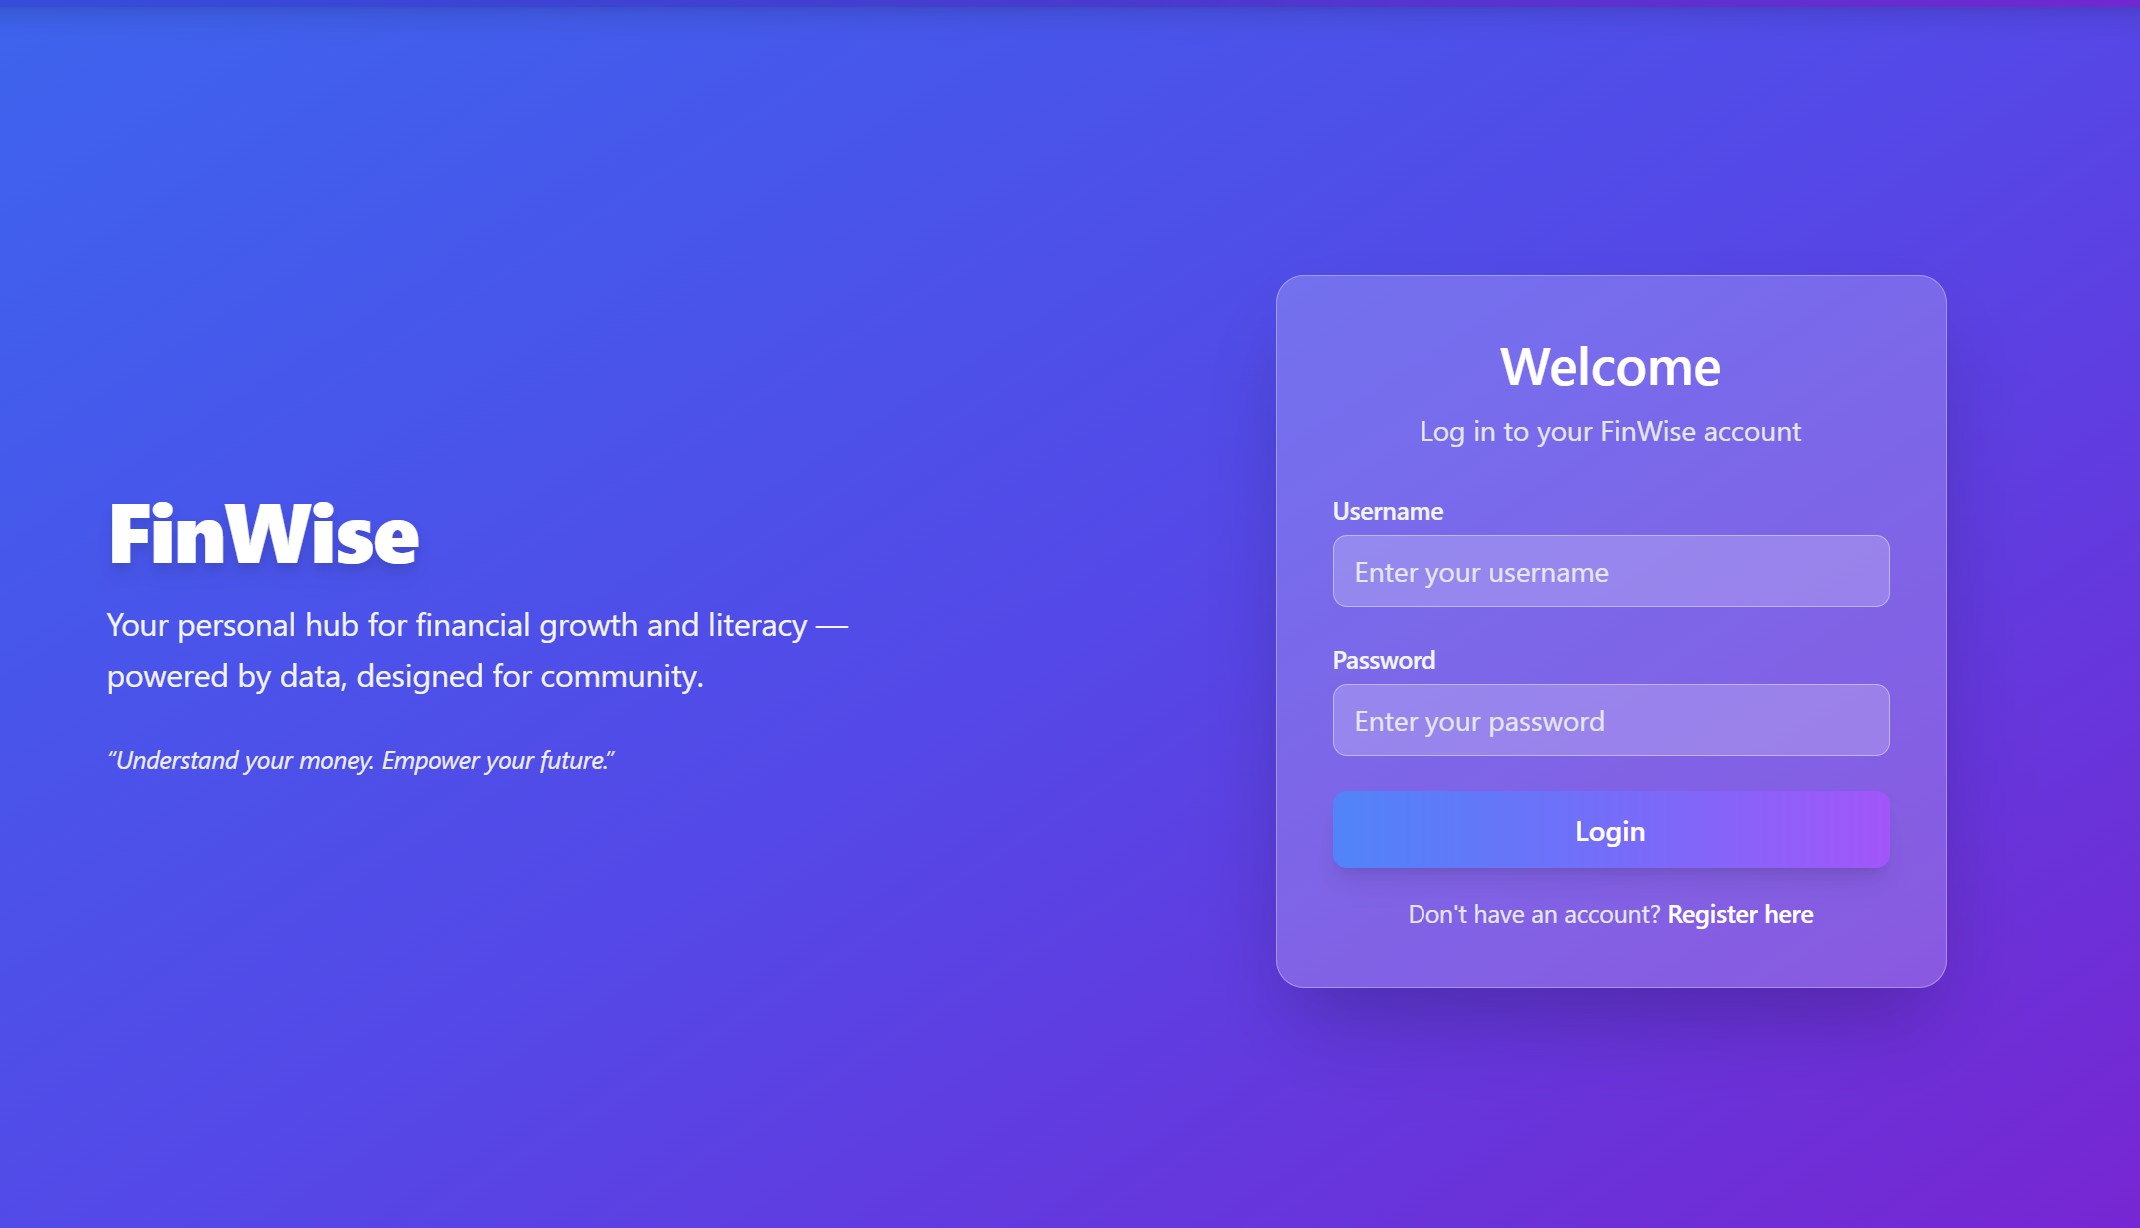 FinWise
Your personal hub for financial growth and literacy —
powered by data, designed for community.
“Understand your money. Empower your future.”
Welcome
Log in to your FinWise account
Username
Enter your username
Password
Enter your password
Login
Don't have an account? Register here